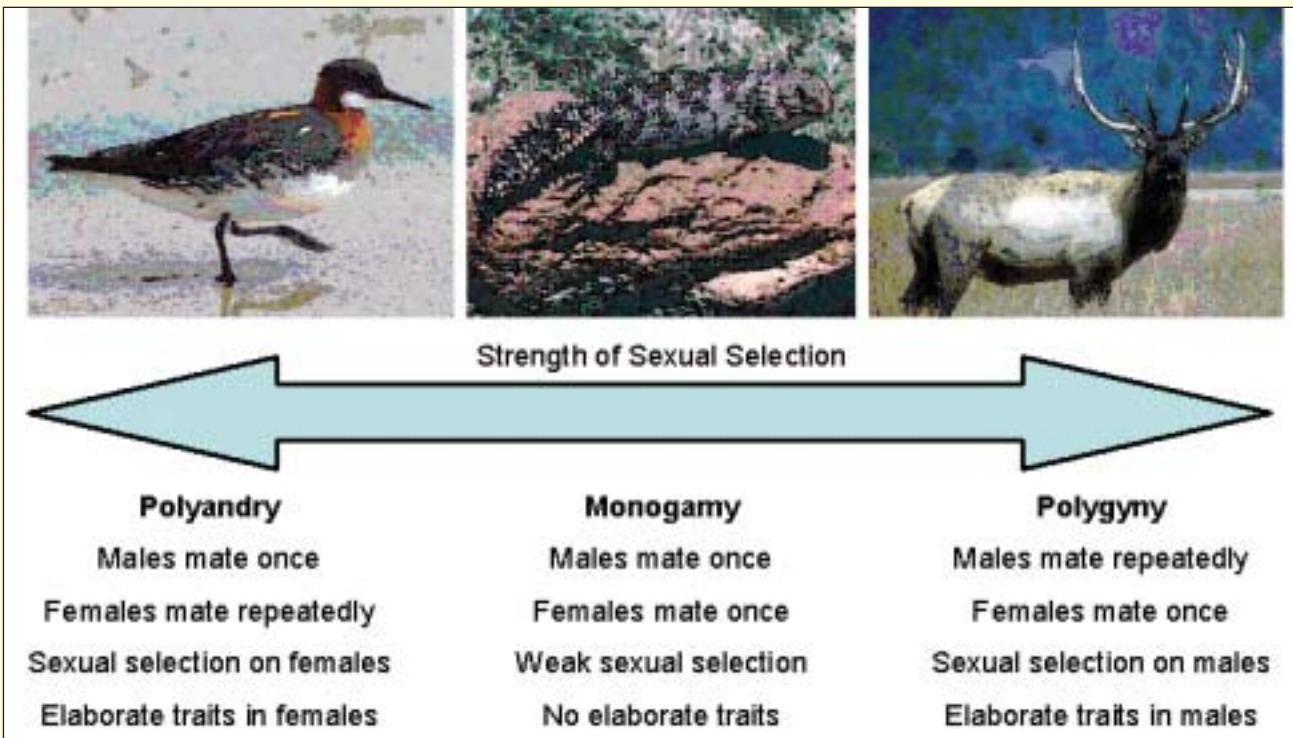 Strength of Sexual Selection
Polyandry
Males mate once
Females mate repeatedly
Sexual selection on females
Elaborate traits in females
Monogamy
Males mate once
Females mate once
Weak sexual selection
No elaborate traits
Polygyny
Males mate repeatedly
Females mate once
Sexual selection on males
Elaborate traits in males